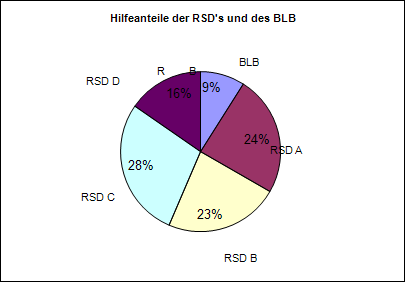 Hilfeanteile der RSD's und des BLB
BLB
R B
RSD D
9%
16%
24%
RSD A
28%
RSD C
23%
RSD B